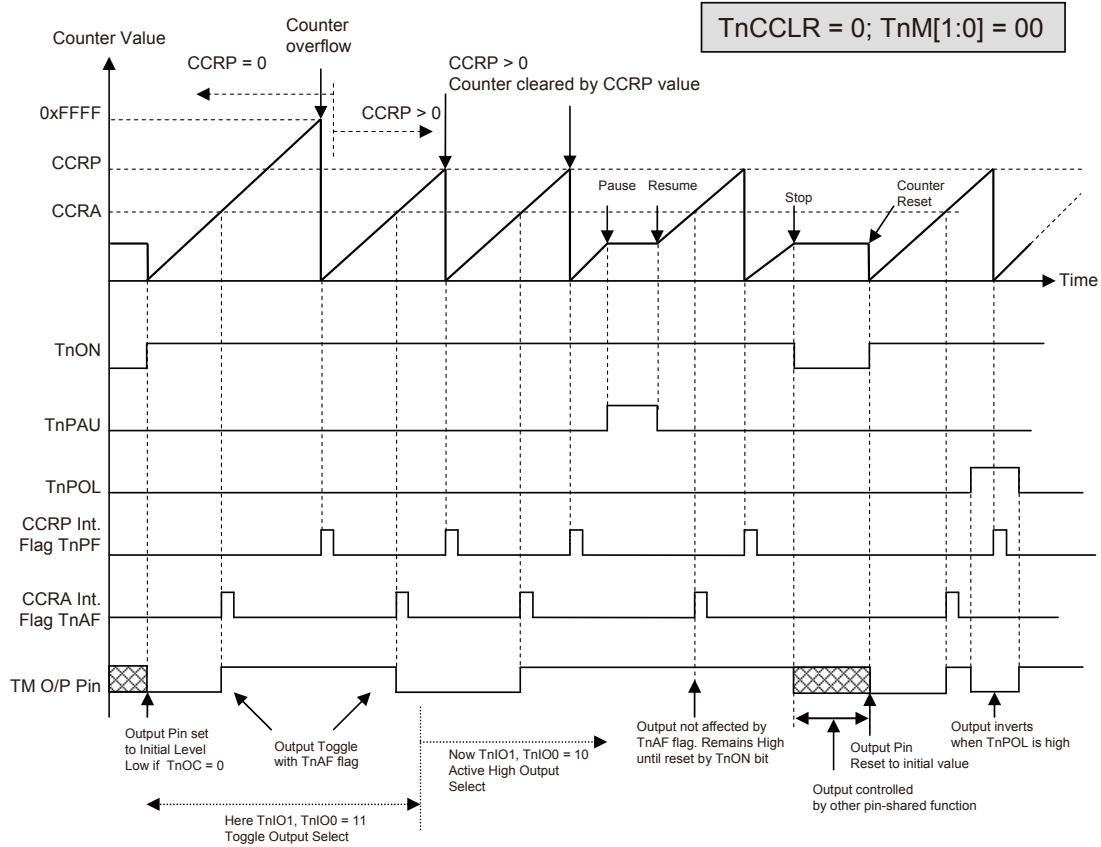 TnCCLR = 0; TnM[1:0] = 00
Counter Value
Counter
overflow
CCRP = 0
CCRP > 0
CCRP > 0
Counter cleared by CCRP value
0xFFFF
CCRP
CCRA
Pause
Resume
Stop
Counter
Reset
Time
TnON
TnPAU
TnPOL
CCRP Int.
Flag TnPF
CCRA Int.
Flag TnAF
TM O/P Pin
Output Pin set
to Initial Level
Low if TnOC = 0
Output Toggle
with TnAF flag
Now TnIO1, TnIO0 = 10
Active High Output
Select
Output not affected by
TnAF flag. Remains High
until reset by TnON bit
Output Pin
Reset to initial value
Output inverts
when TnPOL is high
Output controlled
by other pin-shared function
Here TnIO1, TnIO0 = 11
Toggle Output Select